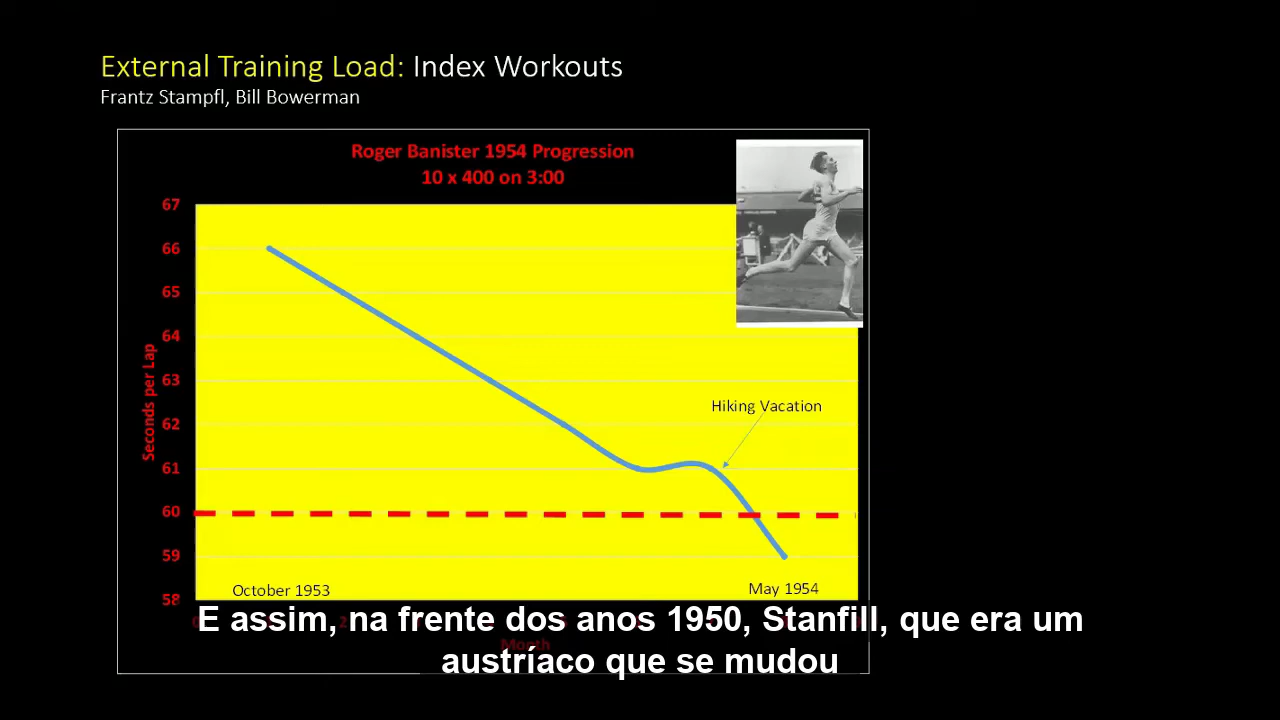 External Training Load: Index Workouts
Frantz Stampfl, Bill Bowerman
Roger Banister 1954 Progression
10 x 400 on 3:00
67
66
65
64
63
62
61
60
59
58
Seconds per Lap
Hiking Vacation
October 1953
May 1954
2
Month
E assim, na frente dos anos 1950, Stanfill, que era um
austríaco que se mudou